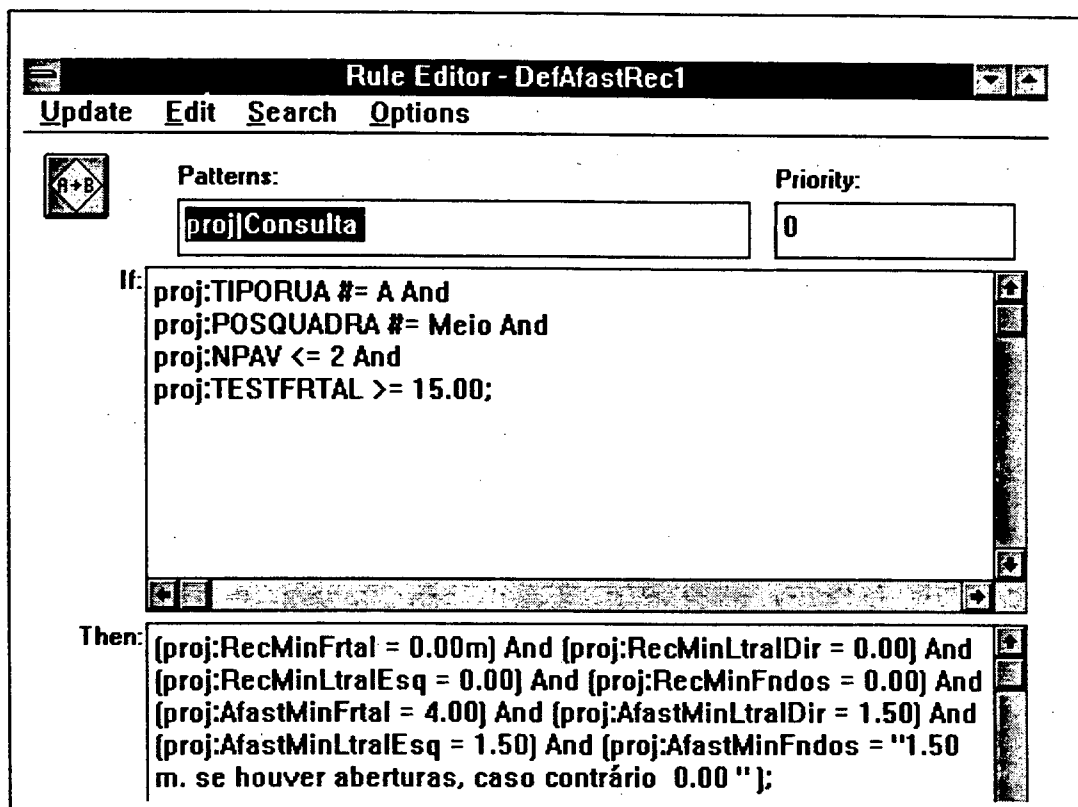 Rule Editor - DefAfastRec1
Update Edit Search Options
A→B
Patterns:
Priority:
proj|Consulta
0
If:
proj:TIPORUA #= A And
proj:POSQUADRA #= Meio And
proj:NPAV <= 2 And
proj:TESTFRTAL >= 15.00;
Then:
(proj:RecMinFrtal = 0.00m) And (proj:RecMinLtralDir = 0.00) And
(proj:RecMinLtralEsq = 0.00) And (proj:RecMinFndos = 0.00) And
(proj:AfastMinFrtal = 4.00) And (proj:AfastMinLtralDir = 1.50) And
(proj:AfastMinLtralEsq = 1.50) And (proj:AfastMinFndos = "1.50
m. se houver aberturas, caso contrário 0.00 " );